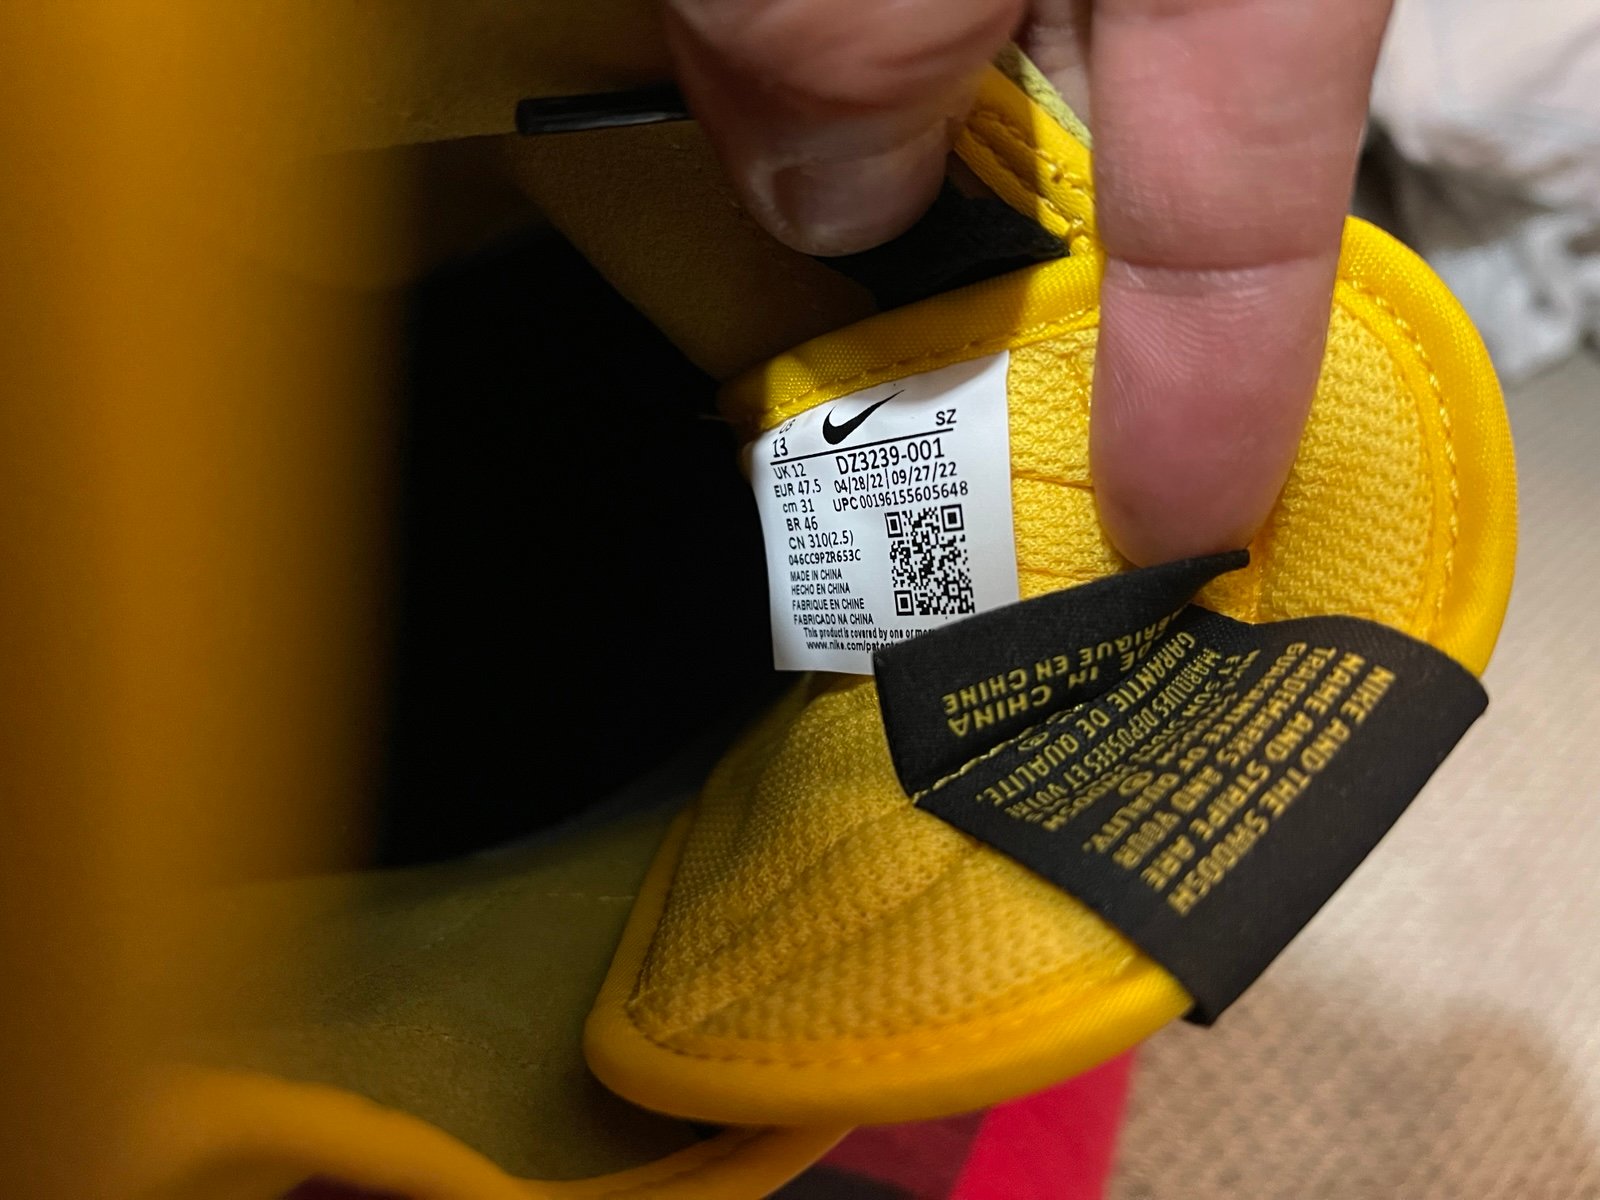 US
13
SZ
UK 12
DZ3239-001
EUR 47.5
04/28/22|09/27/22
cm 31
UPC 00196155605648
BR 46
CN 310(2.5)
046CC9PZR653C
MADE IN CHINA
HECHO EN CHINA
FABRIQUE EN CHINE
FABRICADO NA CHINA
This product is covered by one or
www.nike.com/
NIKE AND THE SWOOSH
NAME AND STRIPE ARE
TRADEMARKS AND YOUR
GUARANTEE OF QUALITY.
MARQUES DEPOSEES ET VOTRE
GARANTIE DE QUALITE.
IN CHINA
EN CHINE